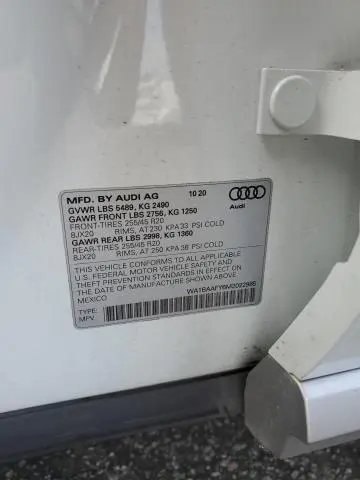 MFD. BY AUDI AG 10 20
GVWR LBS 5489, KG 2490
GAWR FRONT LBS 2756, KG 1250
FRONT-TIRES 255/45 R20
8JX20 RIMS, AT 230 KPA 33 PSI COLD
GAWR REAR LBS 2998, KG 1360
REAR-TIRES 255/45 R20
8JX20 RIMS, AT 250 KPA 36 PSI COLD
Audi
THIS VEHICLE CONFORMS TO ALL APPLICABLE
U.S. FEDERAL MOTOR VEHICLE SAFETY AND
THEFT PREVENTION STANDARDS IN EFFECT ON
THE DATE OF MANUFACTURE SHOWN ABOVE.
MEXICO
TYPE:
MPV